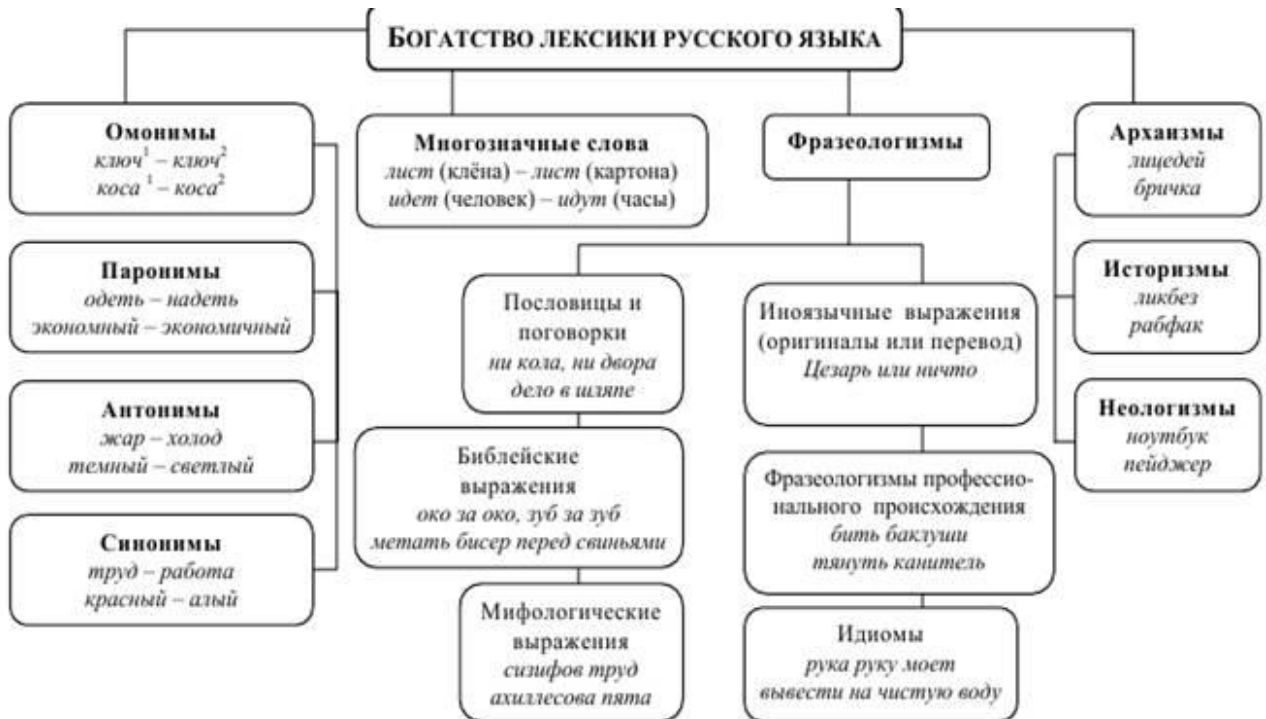 БОГАТСТВО ЛЕКСИКИ РУССКОГО ЯЗЫКА
Омонимы
ключ¹ – ключ²
коса ¹ – коса²
Паронимы
одеть – надеть
экономный – экономичный
Антонимы
жар – холод
темный – светлый
Синонимы
труд – работа
красный – алый
Многозначные слова
лист (клёна) – лист (картона)
идет (человек) – идут (часы)
Фразеологизмы
Пословицы и
поговорки
ни кола, ни двора
дело в шляпе
Библейские
выражения
око за око, зуб за зуб
метать бисер перед свиньями
Мифологические
выражения
сизифов труд
ахиллесова пята
Иноязычные выражения
(оригиналы или перевод)
Цезарь или ничто
Фразеологизмы профессио-
нального происхождения
бить баклуши
тянуть канитель
Идиомы
рука руку моет
вывести на чистую воду
Архаизмы
лицедей
бричка
Историзмы
ликбез
рабфак
Неологизмы
ноутбук
пейджер